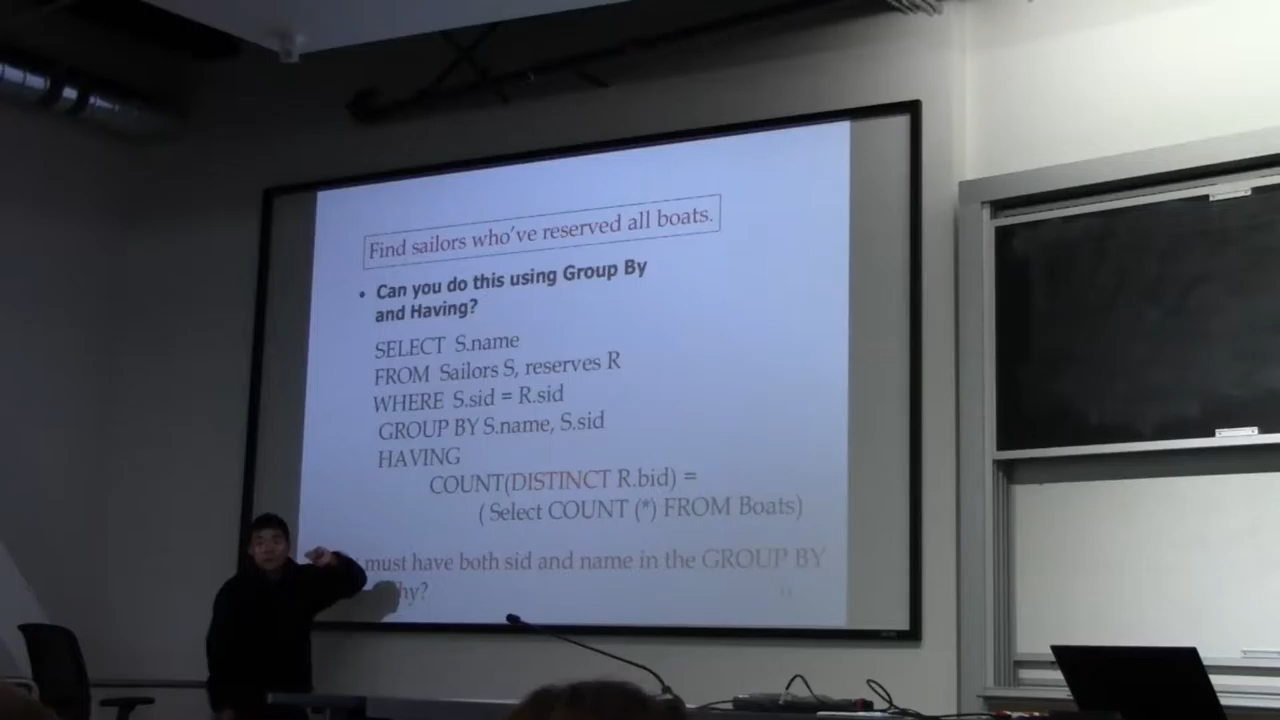 Find sailors who've reserved all boats.
• Can you do this using Group By
and Having?
SELECT S.name
FROM Sailors S, reserves R
WHERE S.sid = R.sid
GROUP BY S.name, S.sid
HAVING
COUNT(DISTINCT R.bid) =
( Select COUNT (*) FROM Boats)
must have both sid and name in the GROUP BY